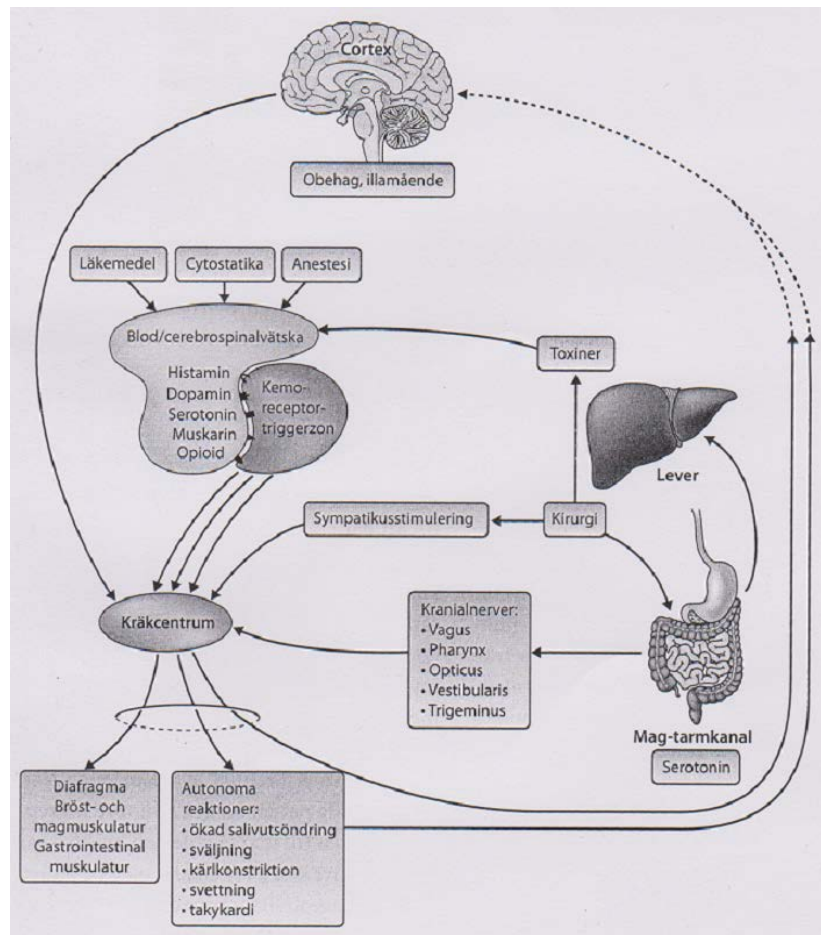 Cortex
Obehag, illamående
Läkemedel
Cytostatika
Anestesi
Blod/cerebrospinalvätska
Toxiner
Histamin
Dopamin
Serotonin
Muskarin
Opioid
Kemo-
receptor-
triggerzon
Lever
Sympatikusstimulering
Kirurgi
Kräkcentrum
Kranialnerver:
• Vagus
• Pharynx
• Opticus
• Vestibularis
• Trigeminus
Mag-tarmkanal
Serotonin
Diafragma
Bröst- och
magmuskulatur
Gastrointestinal
muskulatur
Autonoma
reaktioner:
• ökad salivutsöndring
• sväljning
• kärlkonstriktion
• svettning
• takykardi